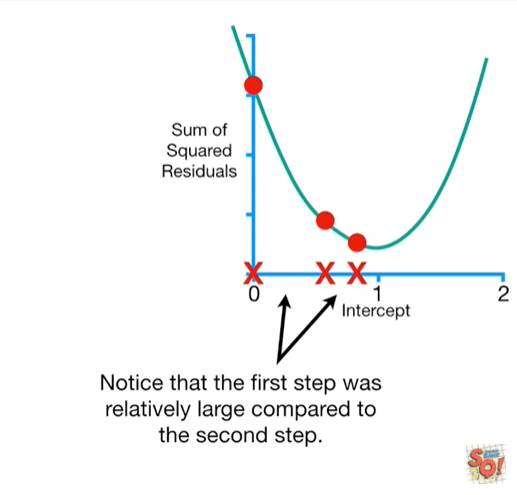 Sum of
Squared
Residuals
X X X
0 1 2
Intercept
Notice that the first step was
relatively large compared to
the second step.
SQ!